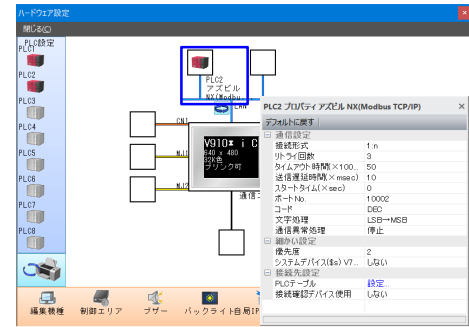 ハードウェア設定
閉じる(C)
PLC設定
PLC1
PLC2
PLC3
PLC4
PLC5
PLC6
PLC7
PLC8
PLC2
アズビル
NX(Modbu...
LAN
CN1
MJ1
MJ2
V910* i C
640 x 480
32K色
ブリンク可
PLC2 プロパティ アズビル NX(Modbus TCP/IP)
デフォルトに戻す
通信設定
接続形式 1:n
リトライ回数 3
タイムアウト時間(×100... 50
送信遅延時間(×msec) 10
スタートタイム(×sec) 0
ポートNo. 10002
コード DEC
文字処理 LSB→MSB
通信異常処理 停止
細かい設定
優先度 2
システムデバイス($s) V7... しない
接続先設定
PLCテーブル 設定...
接続確認デバイス使用 しない
編集機種
制御エリア
ブザー
バックライト
自局IP